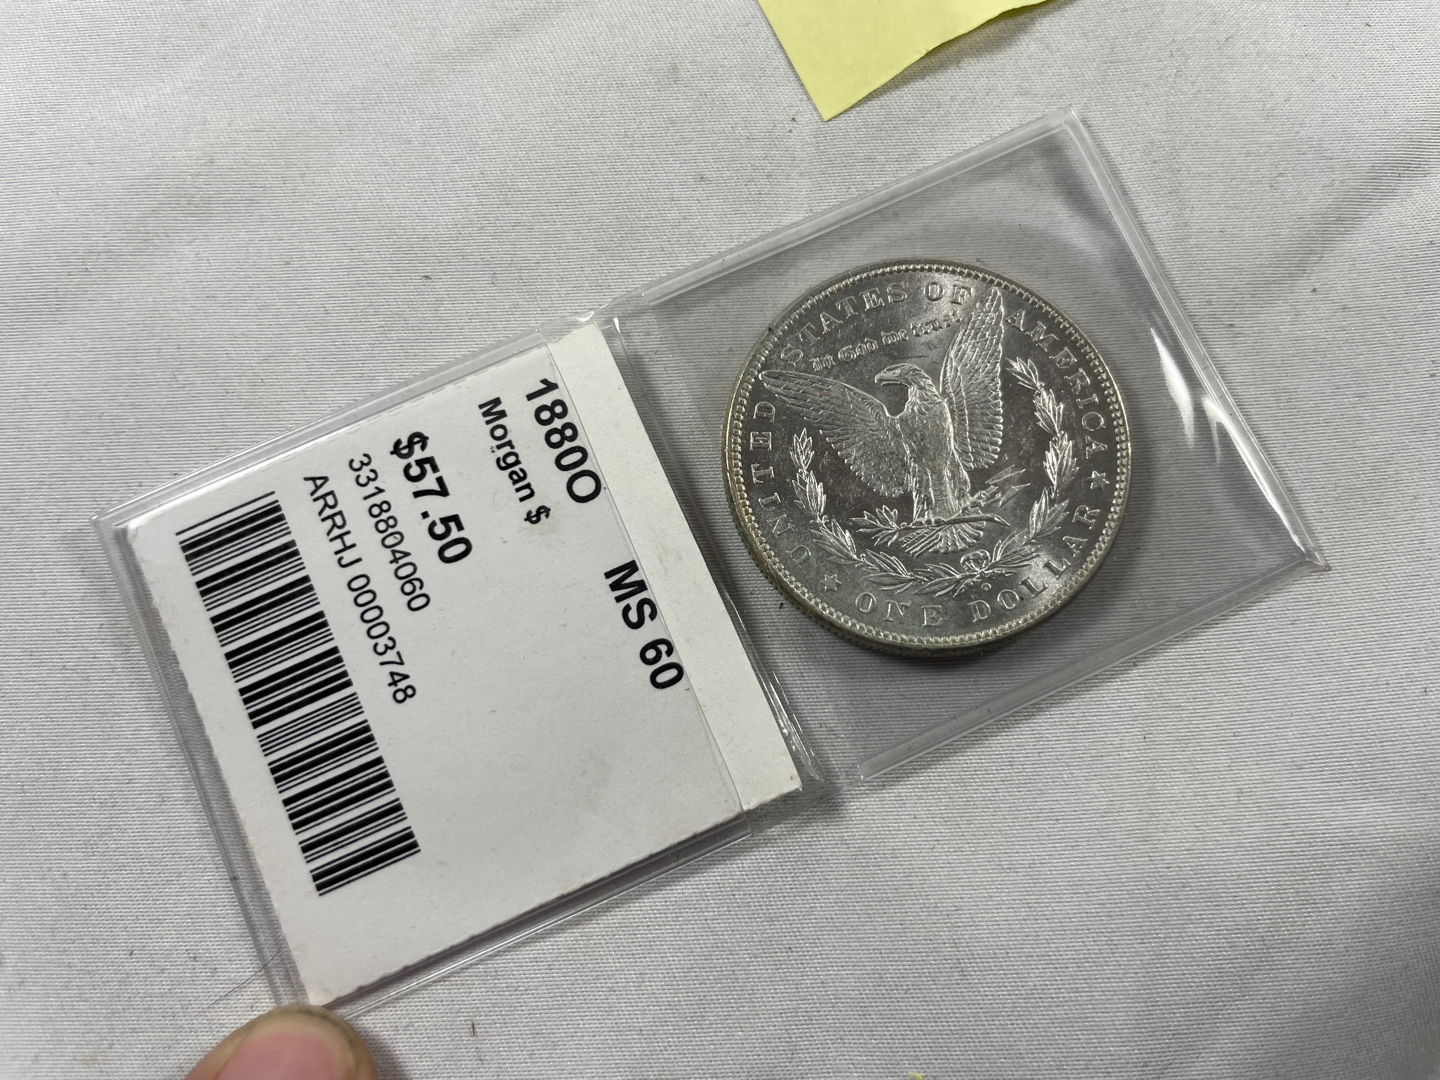 1880O
MS 60
Morgan $
$57.50
3318804060
ARRHJ 00003748
UNITED STATES OF AMERICA
In God we trust
O
★ ONE DOLLAR ★